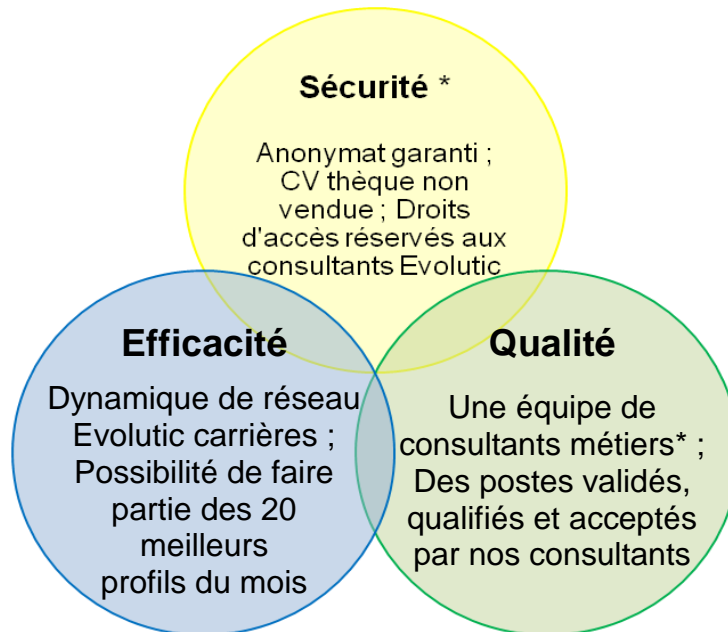 Sécurité *
Anonymat garanti ;
CV thèque non
vendue ; Droits
d'accès réservés aux
consultants Evolutic
Efficacité
Dynamique de réseau
Evolutic carrières ;
Possibilité de faire
partie des 20
meilleurs
profils du mois
Qualité
Une équipe de
consultants métiers* ;
Des postes validés,
qualifiés et acceptés
par nos consultants